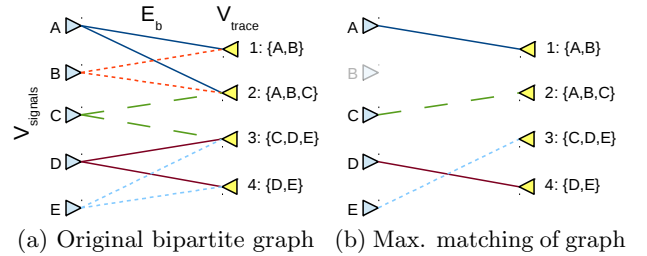 E_b V_trace
V_signals
A
B
C
D
E
1: {A,B}
2: {A,B,C}
3: {C,D,E}
4: {D,E}
(a) Original bipartite graph
A
B
C
D
E
1: {A,B}
2: {A,B,C}
3: {C,D,E}
4: {D,E}
(b) Max. matching of graph